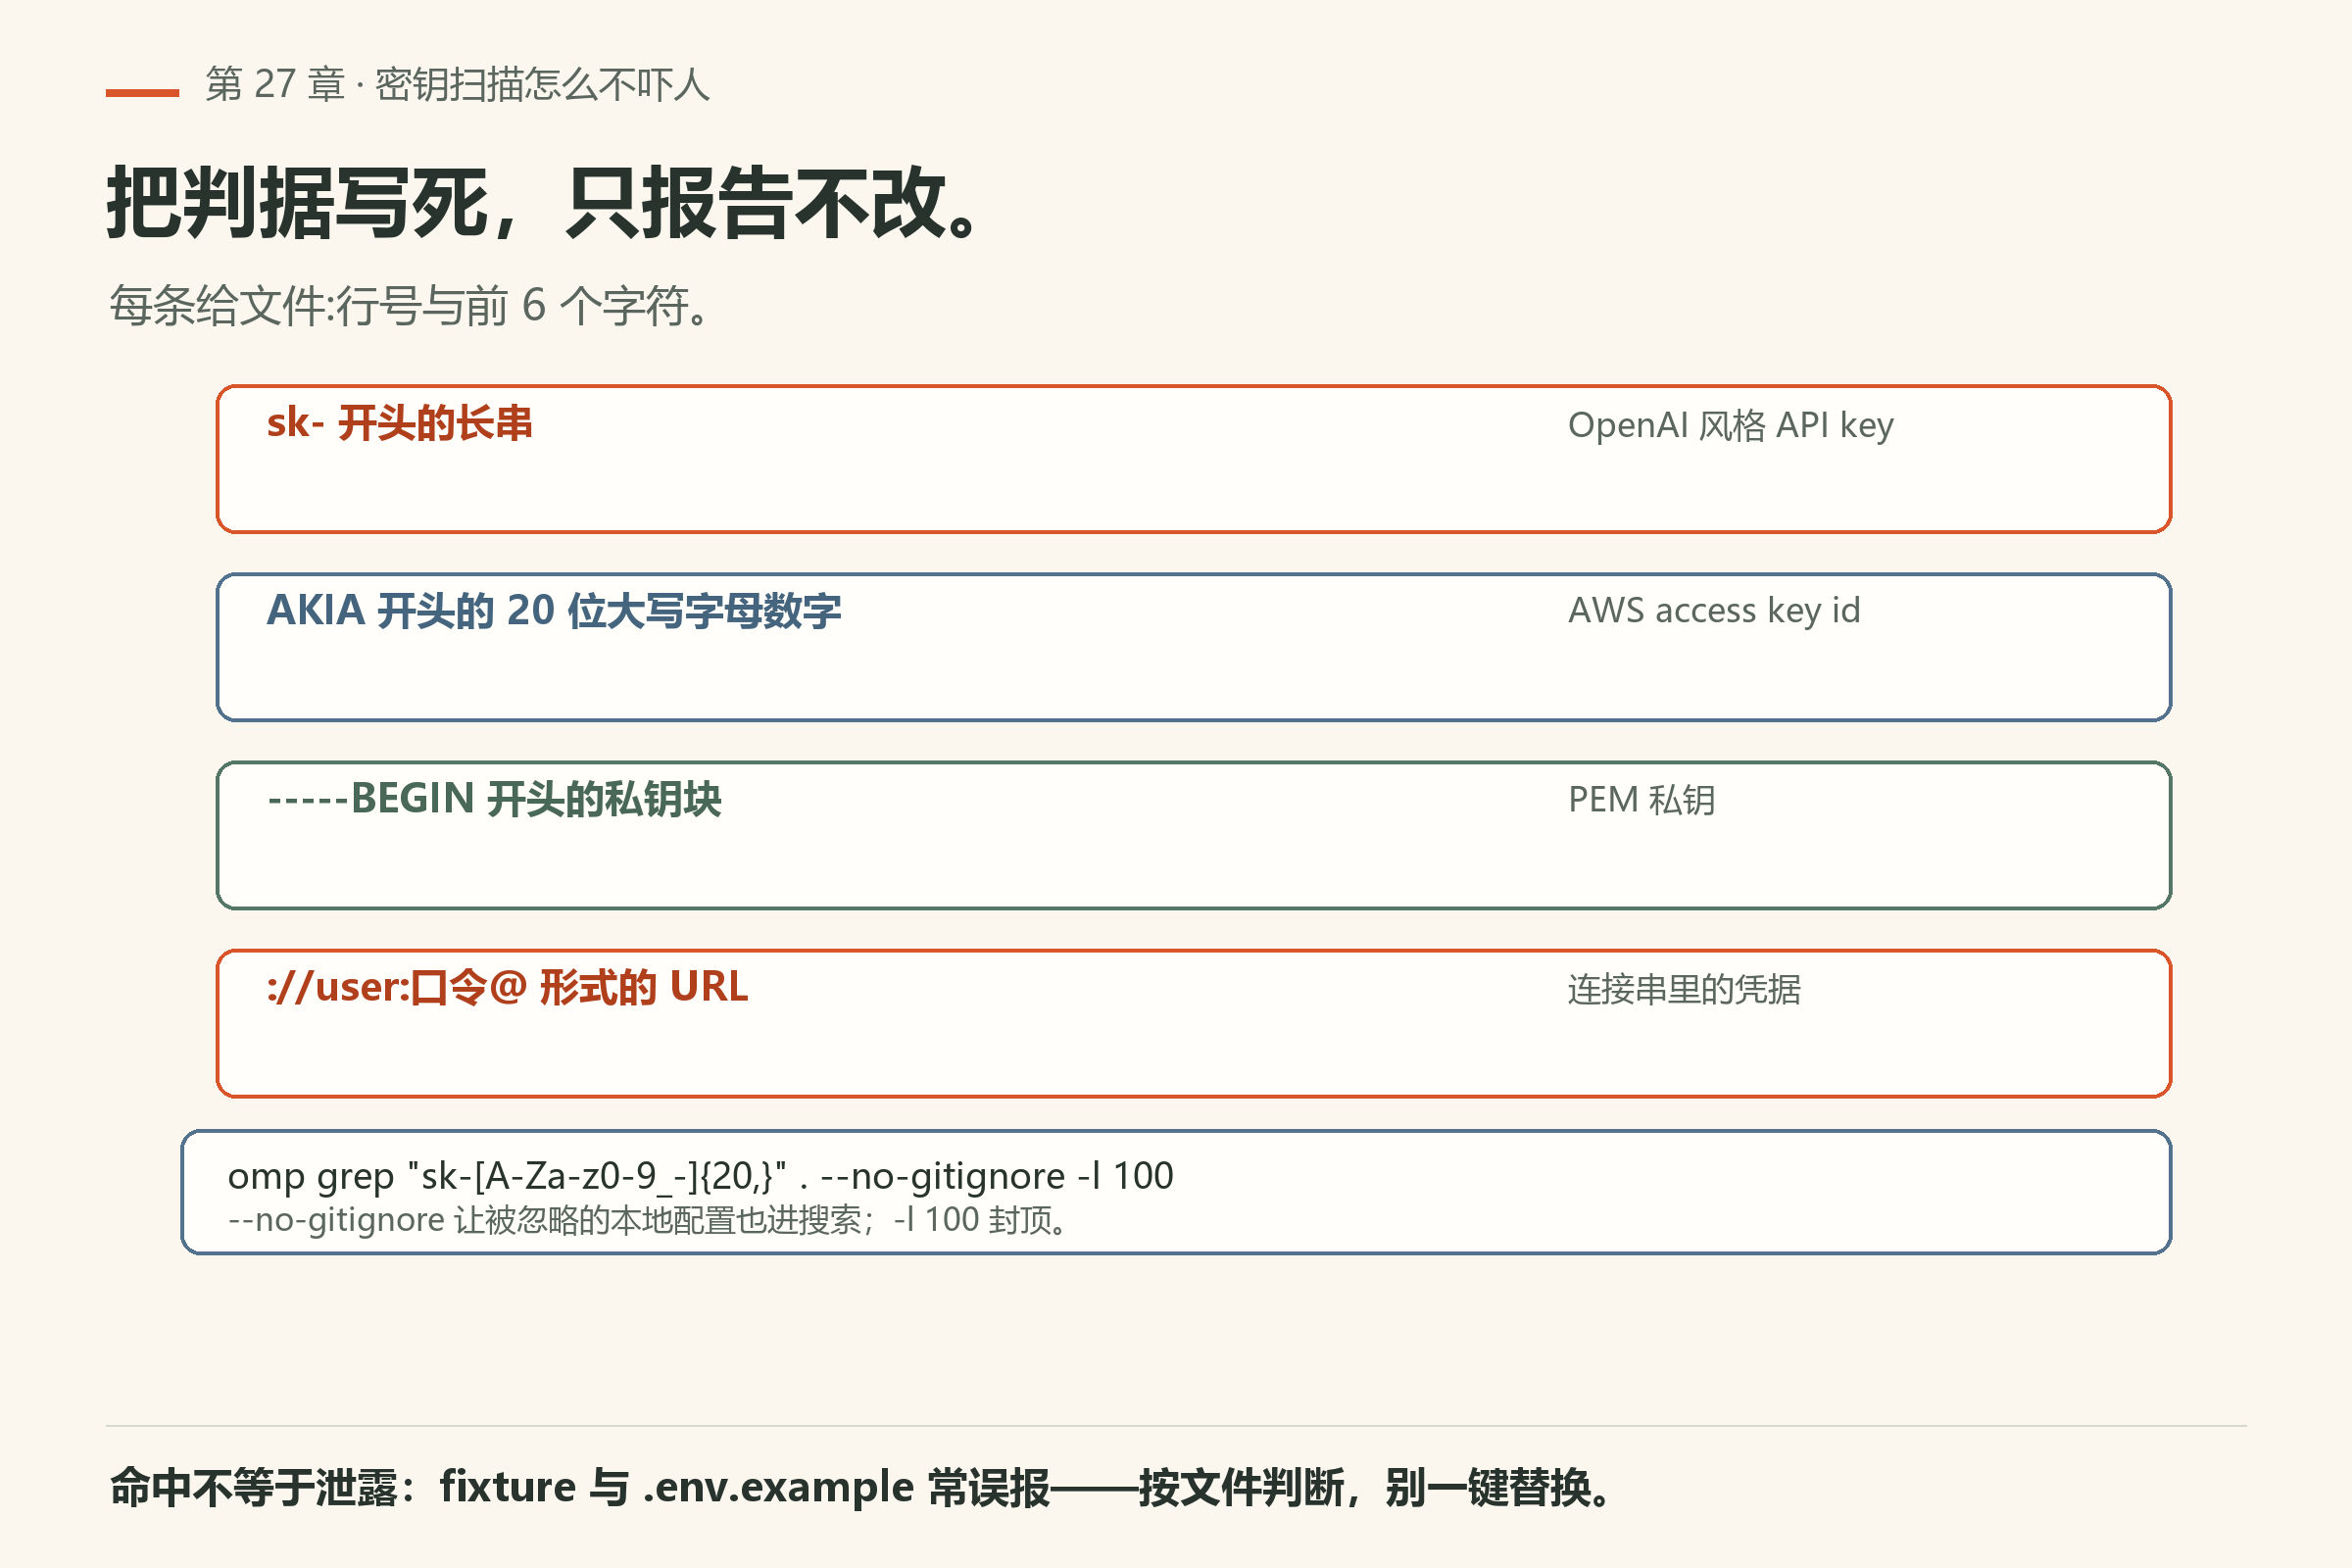 第 27 章 · 密钥扫描怎么不吓人
把判据写死，只报告不改。
每条给文件:行号与前 6 个字符。
sk- 开头的长串
OpenAI 风格 API key
AKIA 开头的 20 位大写字母数字
AWS access key id
-----BEGIN 开头的私钥块
PEM 私钥
://user:口令@ 形式的 URL
连接串里的凭据
omp grep "sk-[A-Za-z0-9_-]{20,}" . --no-gitignore -l 100
--no-gitignore 让被忽略的本地配置也进搜索；-l 100 封顶。
命中不等于泄露：fixture 与 .env.example 常误报——按文件判断，别一键替换。